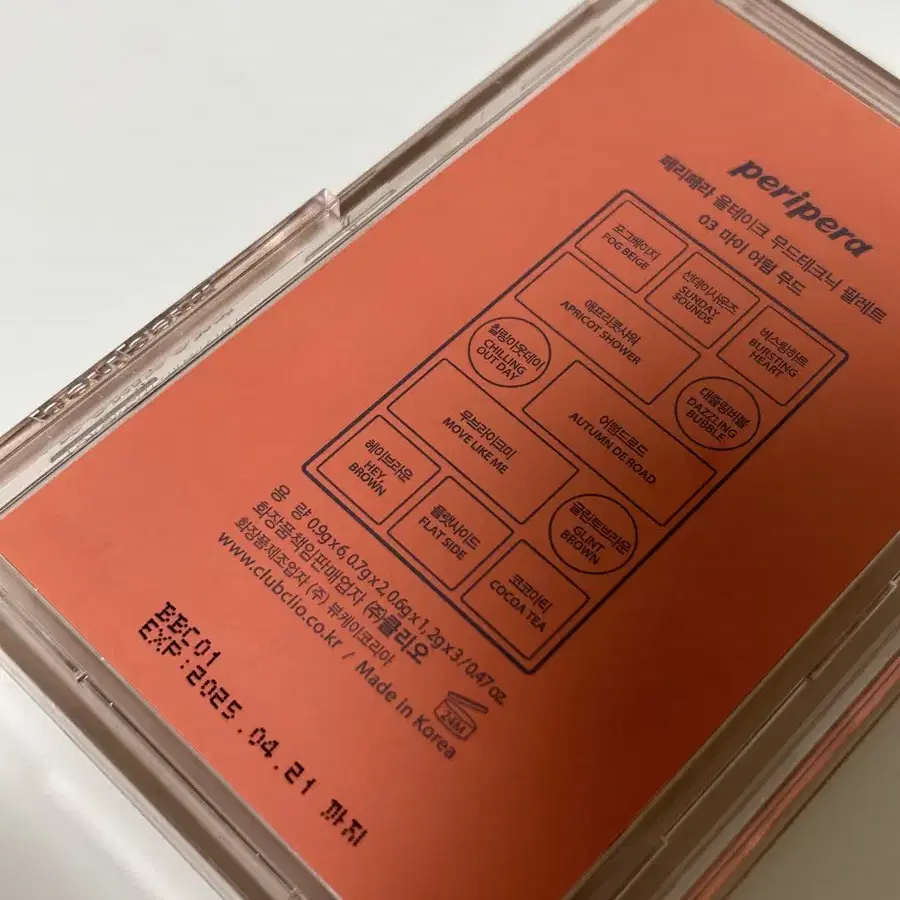 peripera
페리페라 올테이크 무드테크닉 팔레트
03 마이 어텀 무드
포그베이지
FOG BEIGE
선데이사운즈
SUNDAY
SOUNDS
버스팅하트
BURSTING
HEART
애프리콧샤워
APRICOT SHOWER
칠링아웃데이
CHILLING
OUT DAY
대즐링버블
DAZZLING
BUBBLE
어텀드로드
AUTUMN DE ROAD
무브라이크미
MOVE LIKE ME
글린트브라운
GLINT
BROWN
헤이브라운
HEY,
BROWN
플랫사이드
FLAT SIDE
코코아티
COCOA TEA
용 량 0.9g x 6, 0.7g x 2, 0.6g x 1, 2g x 3 / 0.47 oz.
화장품책임판매업자 (주)클리오
화장품제조업자 (주) 뷰케이코리아
www.clubclio.co.kr / Made in Korea
24M
BBC01
EXP:2025.04.21 까지